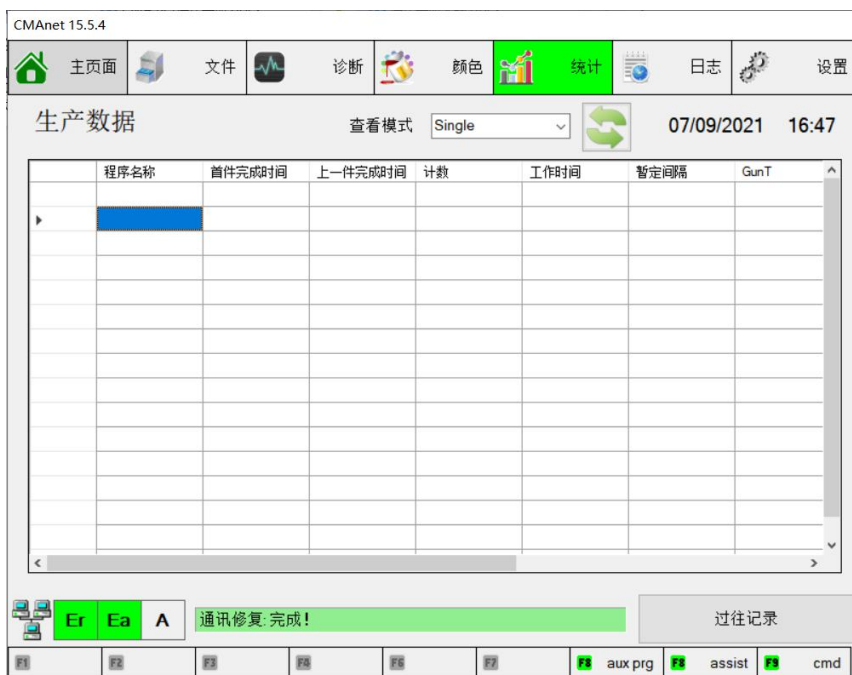 CMAnet 15.5.4
主页面 文件 诊断 颜色 统计 日志 设置
生产数据 查看模式 Single 07/09/2021 16:47
程序名称 首件完成时间 上一件完成时间 计数 工作时间 暂定间隔 GunT
Er Ea A 通讯修复:完成! 过往记录
F1 F2 F3 F4 F6 F7 F8 aux prg F8 assist F9 cmd